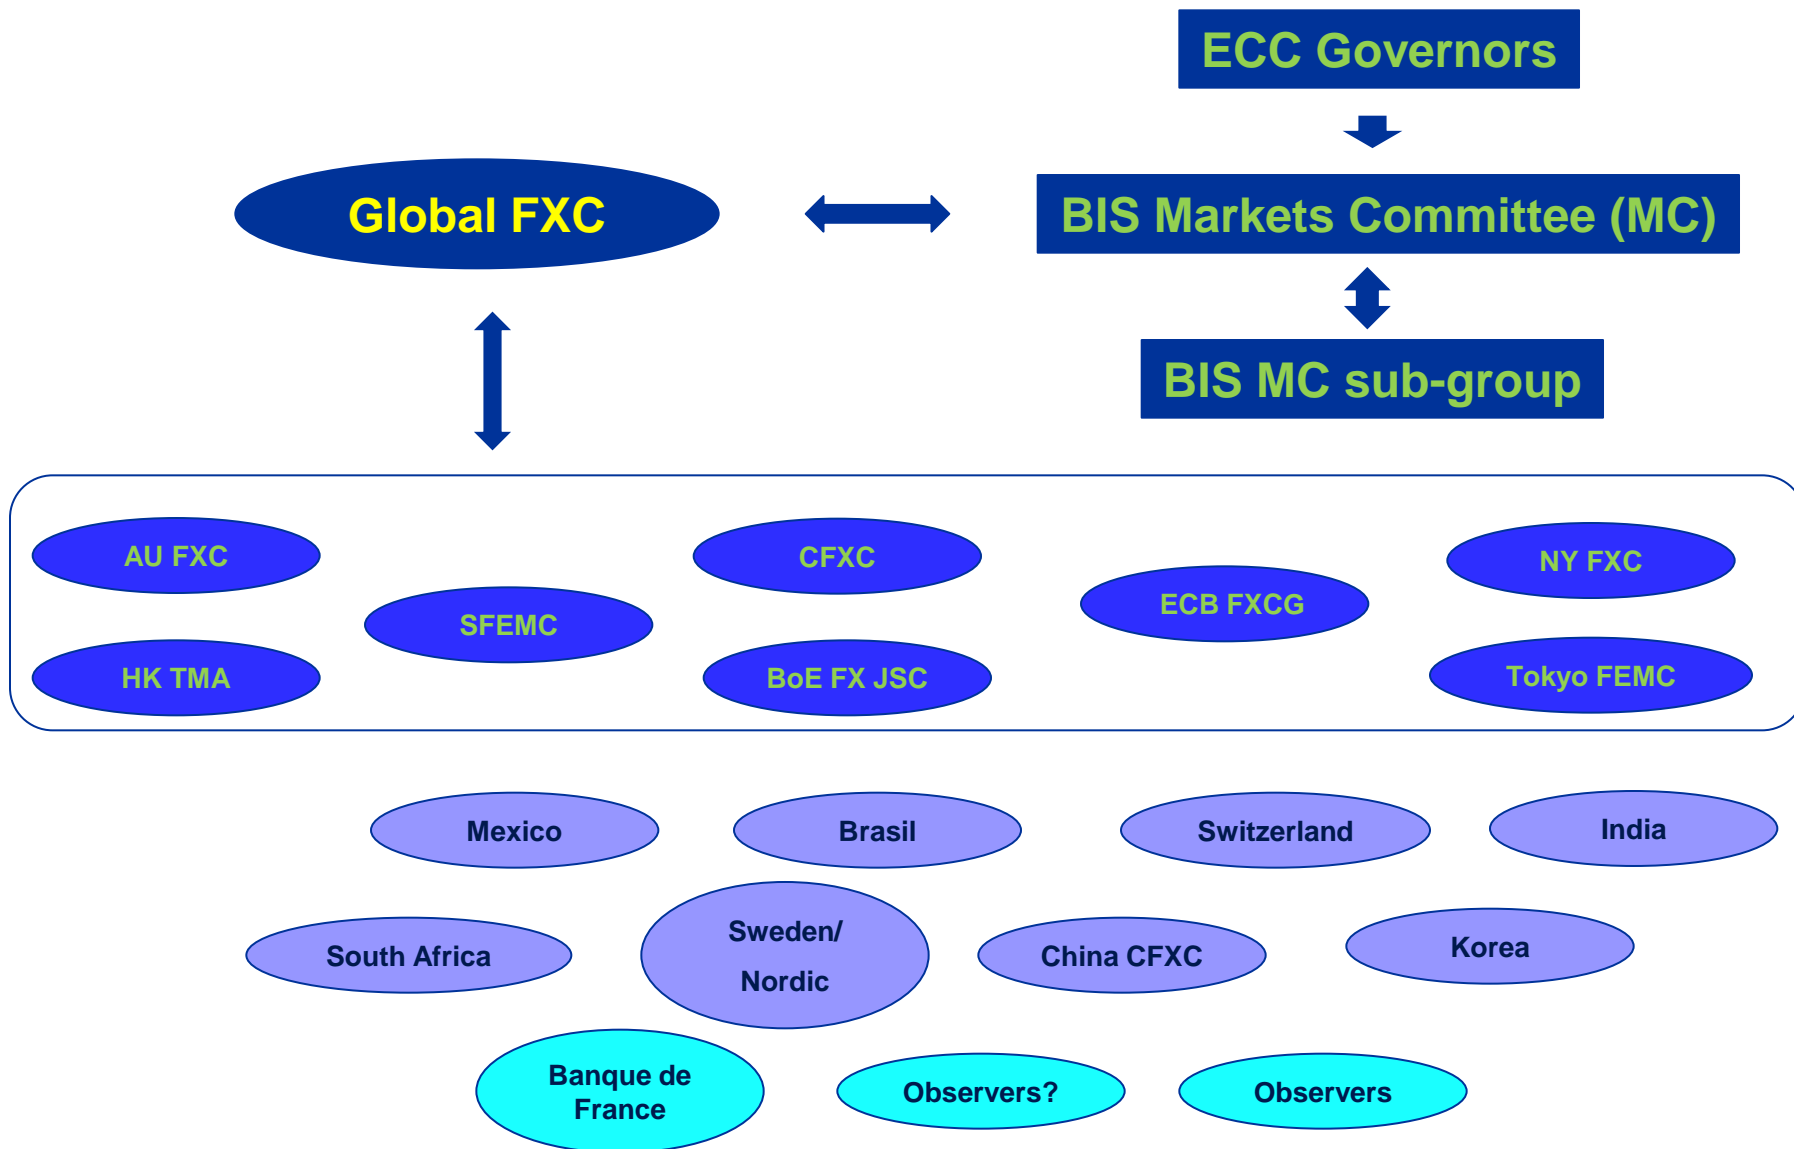 ECC Governors
Global FXC
BIS Markets Committee (MC)
BIS MC sub-group
AU FXC
CFXC
NY FXC
SFEMC
ECB FXCG
HK TMA
BoE FX JSC
Tokyo FEMC
Mexico
Brasil
Switzerland
India
South Africa
Sweden/
Nordic
China CFXC
Korea
Banque de
France
Observers?
Observers